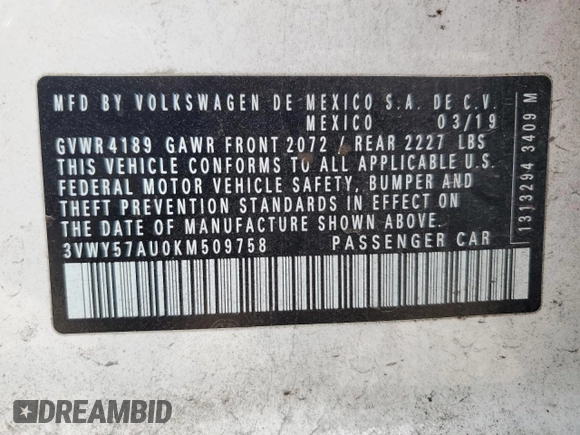 MFD BY VOLKSWAGEN DE MEXICO S.A. DE C.V.
MEXICO 03/19
GVWR4189 GAWR FRONT 2072 / REAR 2227 LBS
THIS VEHICLE CONFORMS TO ALL APPLICABLE U.S.
FEDERAL MOTOR VEHICLE SAFETY, BUMPER AND
THEFT PREVENTION STANDARDS IN EFFECT ON
THE DATE OF MANUFACTURE SHOWN ABOVE.
3VWY57AU0KM509758 PASSENGER CAR
1313294 3409 M
DREAMBID